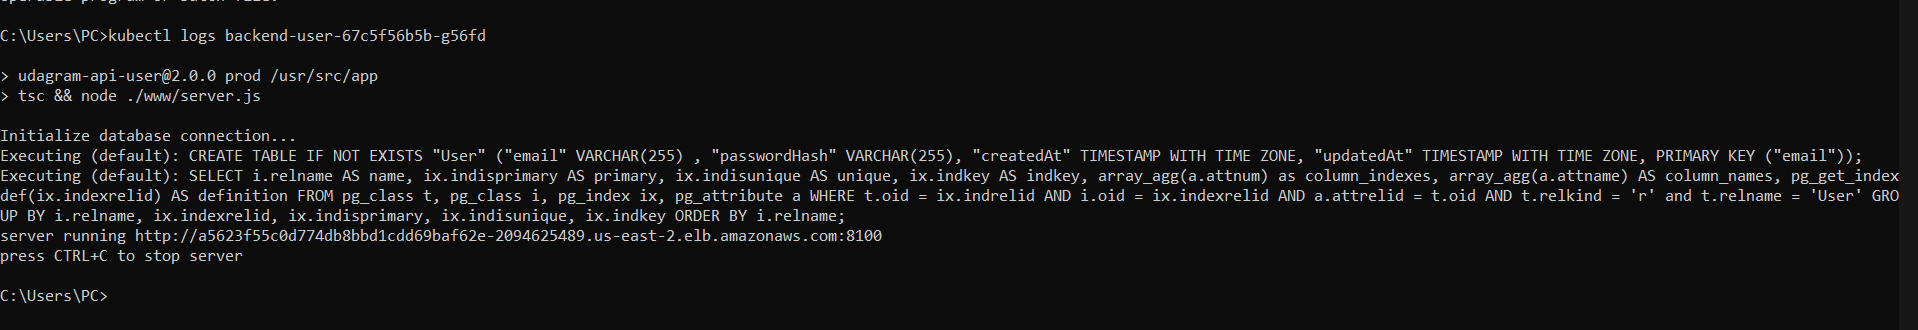 C:\Users\PC>kubectl logs backend-user-67c5f56b5b-g56fd
> udagram-api-user@2.0.0 prod /usr/src/app
> tsc && node ./www/server.js
Initialize database connection...
Executing (default): CREATE TABLE IF NOT EXISTS "User" ("email" VARCHAR(255) , "passwordHash" VARCHAR(255), "createdAt" TIMESTAMP WITH TIME ZONE, "updatedAt" TIMESTAMP WITH TIME ZONE, PRIMARY KEY ("email"));
Executing (default): SELECT i.relname AS name, ix.indisprimary AS primary, ix.indisunique AS unique, ix.indkey AS indkey, array_agg(a.attnum) as column_indexes, array_agg(a.attname) AS column_names, pg_get_index
def(ix.indexrelid) AS definition FROM pg_class t, pg_class i, pg_index ix, pg_attribute a WHERE t.oid = ix.indrelid AND i.oid = ix.indexrelid AND a.attrelid = t.oid AND t.relkind = 'r' and t.relname = 'User' GRO
UP BY i.relname, ix.indexrelid, ix.indisprimary, ix.indisunique, ix.indkey ORDER BY i.relname;
server running http://a5623f55c0d774db8bbd1cdd69baf62e-2094625489.us-east-2.elb.amazonaws.com:8100
press CTRL+C to stop server
C:\Users\PC>